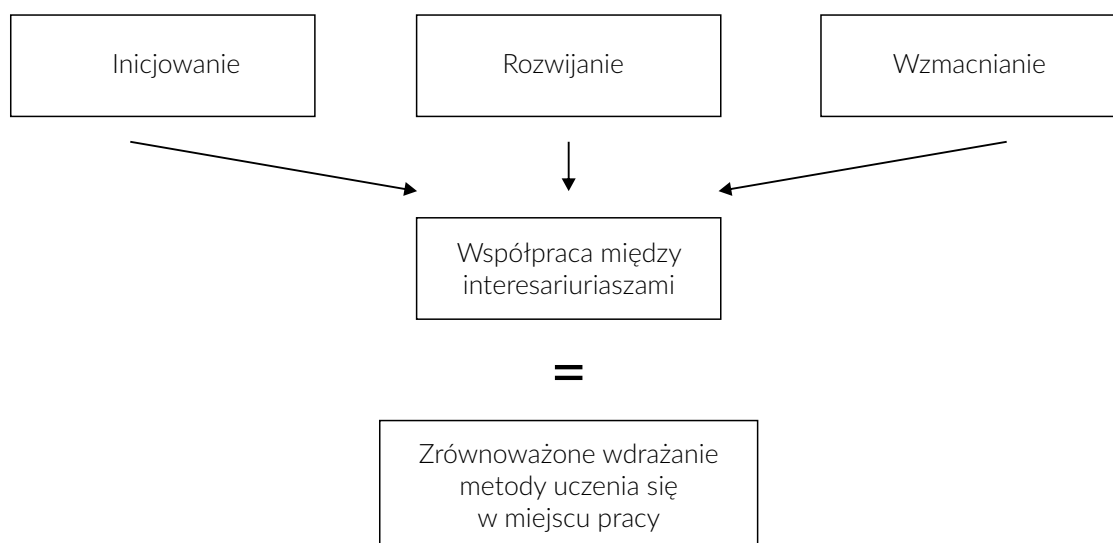 Inicjowanie
Rozwijanie
Wzmacnianie
Współpraca między
interesariuriaszami
=
Zrównoważone wdrażanie
metody uczenia się
w miejscu pracy